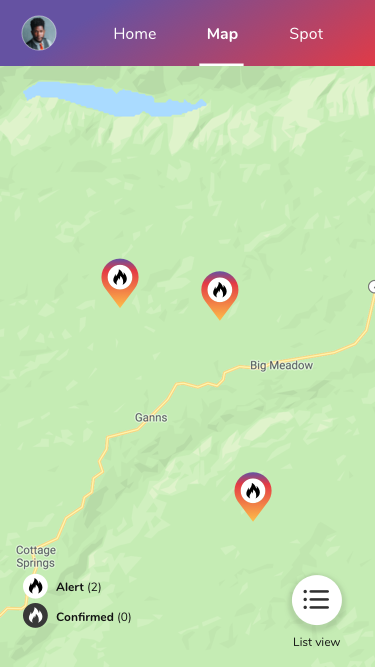 Home Map Spot
Big Meadow
Ganns
Cottage
Springs
Alert (2)
Confirmed (0)
List view